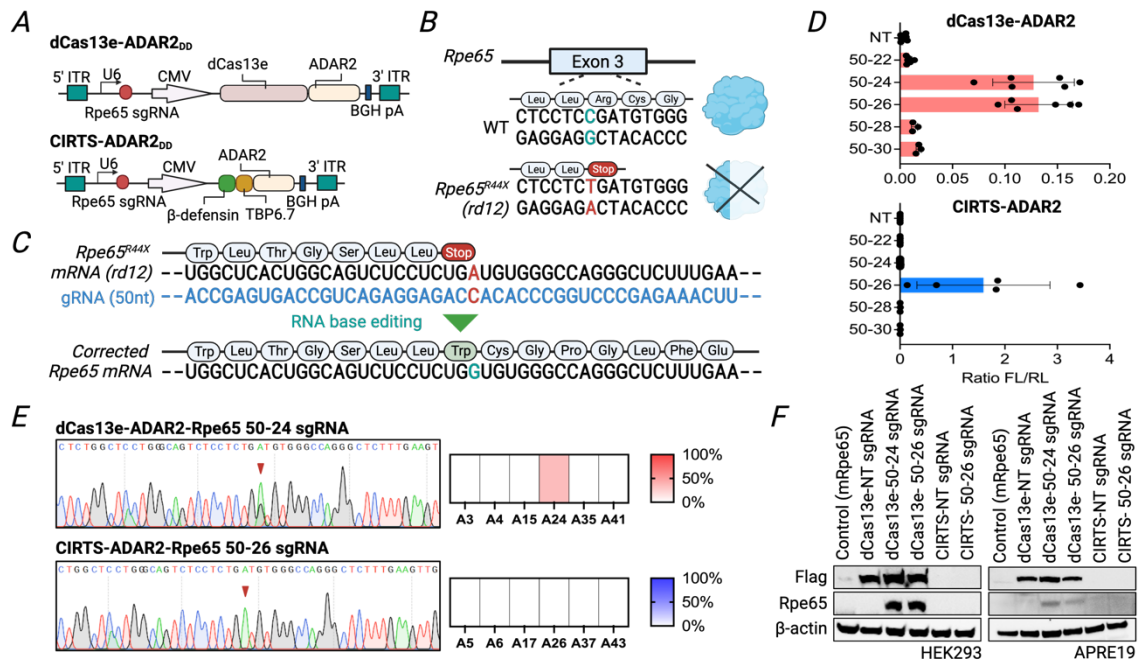 A
dCas13e-ADAR2DD
5' ITR
U6
CMV
dCas13e
ADAR2
3' ITR
Rpe65 sgRNA
BGH pA
CIRTS-ADAR2DD
5' ITR
U6
CMV
ADAR2
3' ITR
Rpe65 sgRNA
BGH pA
β-defensin
TBP6.7
B
Rpe65
Exon 3
Leu Leu Arg Cys Gly
CTCCTCCGATGTGGG
WT
GAGGAGGCTACACCC
Leu Leu Stop
Rpe65R44X
CTCCTCTGATGTGGG
(rd12)
GAGGAGACTACACCC
C
Rpe65R44X
Trp Leu Thr Gly Ser Leu Leu Stop
mRNA (rd12)
--UGGCUCACUGGCAGUCUCCUCUGAUGUGGGCCAGGGCUCUUUGAA--
gRNA (50nt)
--ACCGAGUGACCGUCAGAGGAGACCACACCCGGUCCCGAGAAACUU--
RNA base editing
Corrected
Trp Leu Thr Gly Ser Leu Leu Trp Cys Gly Pro Gly Leu Phe Glu
Rpe65 mRNA
--UGGCUCACUGGCAGUCUCCUCUGGUGUGGGCCAGGGCUCUUUGAA--
D
dCas13e-ADAR2
NT
50-22
50-24
50-26
50-28
50-30
0.00 0.05 0.10 0.15 0.20
CIRTS-ADAR2
NT
50-22
50-24
50-26
50-28
50-30
0 1 2 3 4
Ratio FL/RL
E
dCas13e-ADAR2-Rpe65 50-24 sgRNA
CTCTGGCTCCTGGCAGTCTCCTCTGATGTGGGCCAGGGCTCTTTGAAGT
100%
50%
0%
A3 A4 A15 A24 A35 A41
CIRTS-ADAR2-Rpe65 50-26 sgRNA
CTGGCTCCTGGCAGTCTCCTCTGATGTGGGCCAGGGCTCTTTGAAGTTG
100%
50%
0%
A5 A6 A17 A26 A37 A43
F
Control (mRpe65)
dCas13e-NT sgRNA
dCas13e-50-24 sgRNA
dCas13e- 50-26 sgRNA
CIRTS-NT sgRNA
CIRTS- 50-26 sgRNA
Control (mRpe65)
dCas13e-NT sgRNA
dCas13e-50-24 sgRNA
dCas13e- 50-26 sgRNA
CIRTS-NT sgRNA
CIRTS- 50-26 sgRNA
Flag
Rpe65
β-actin
HEK293
APRE19